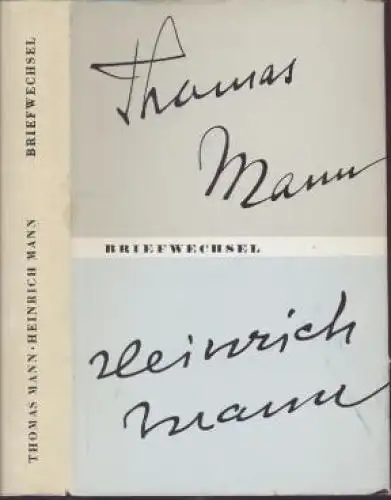 THOMAS MANN · HEINRICH MANN BRIEFWECHSEL
Thomas
Mann
BRIEFWECHSEL
Heinrich
Mann